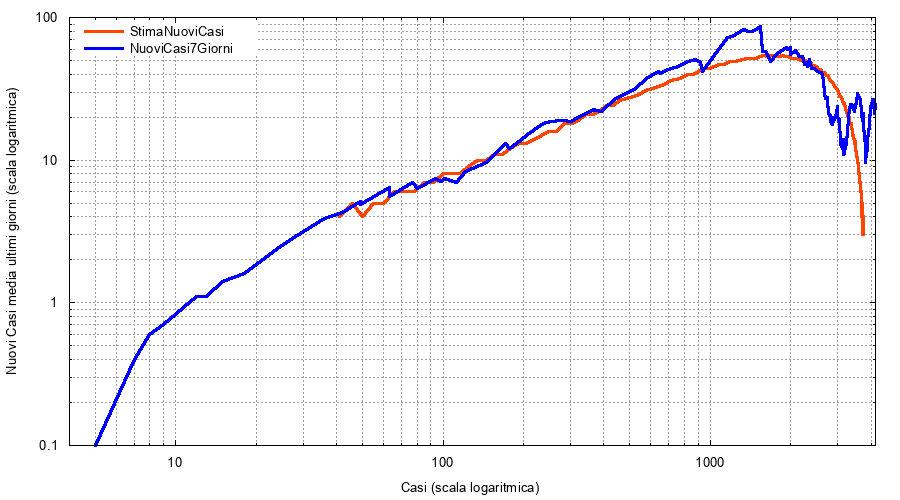 100
StimaNuoviCasi
NuoviCasi7Giorni
10
1
0.1
Nuovi Casi media ultimi giorni (scala logaritmica)
10
100
1000
Casi (scala logaritmica)